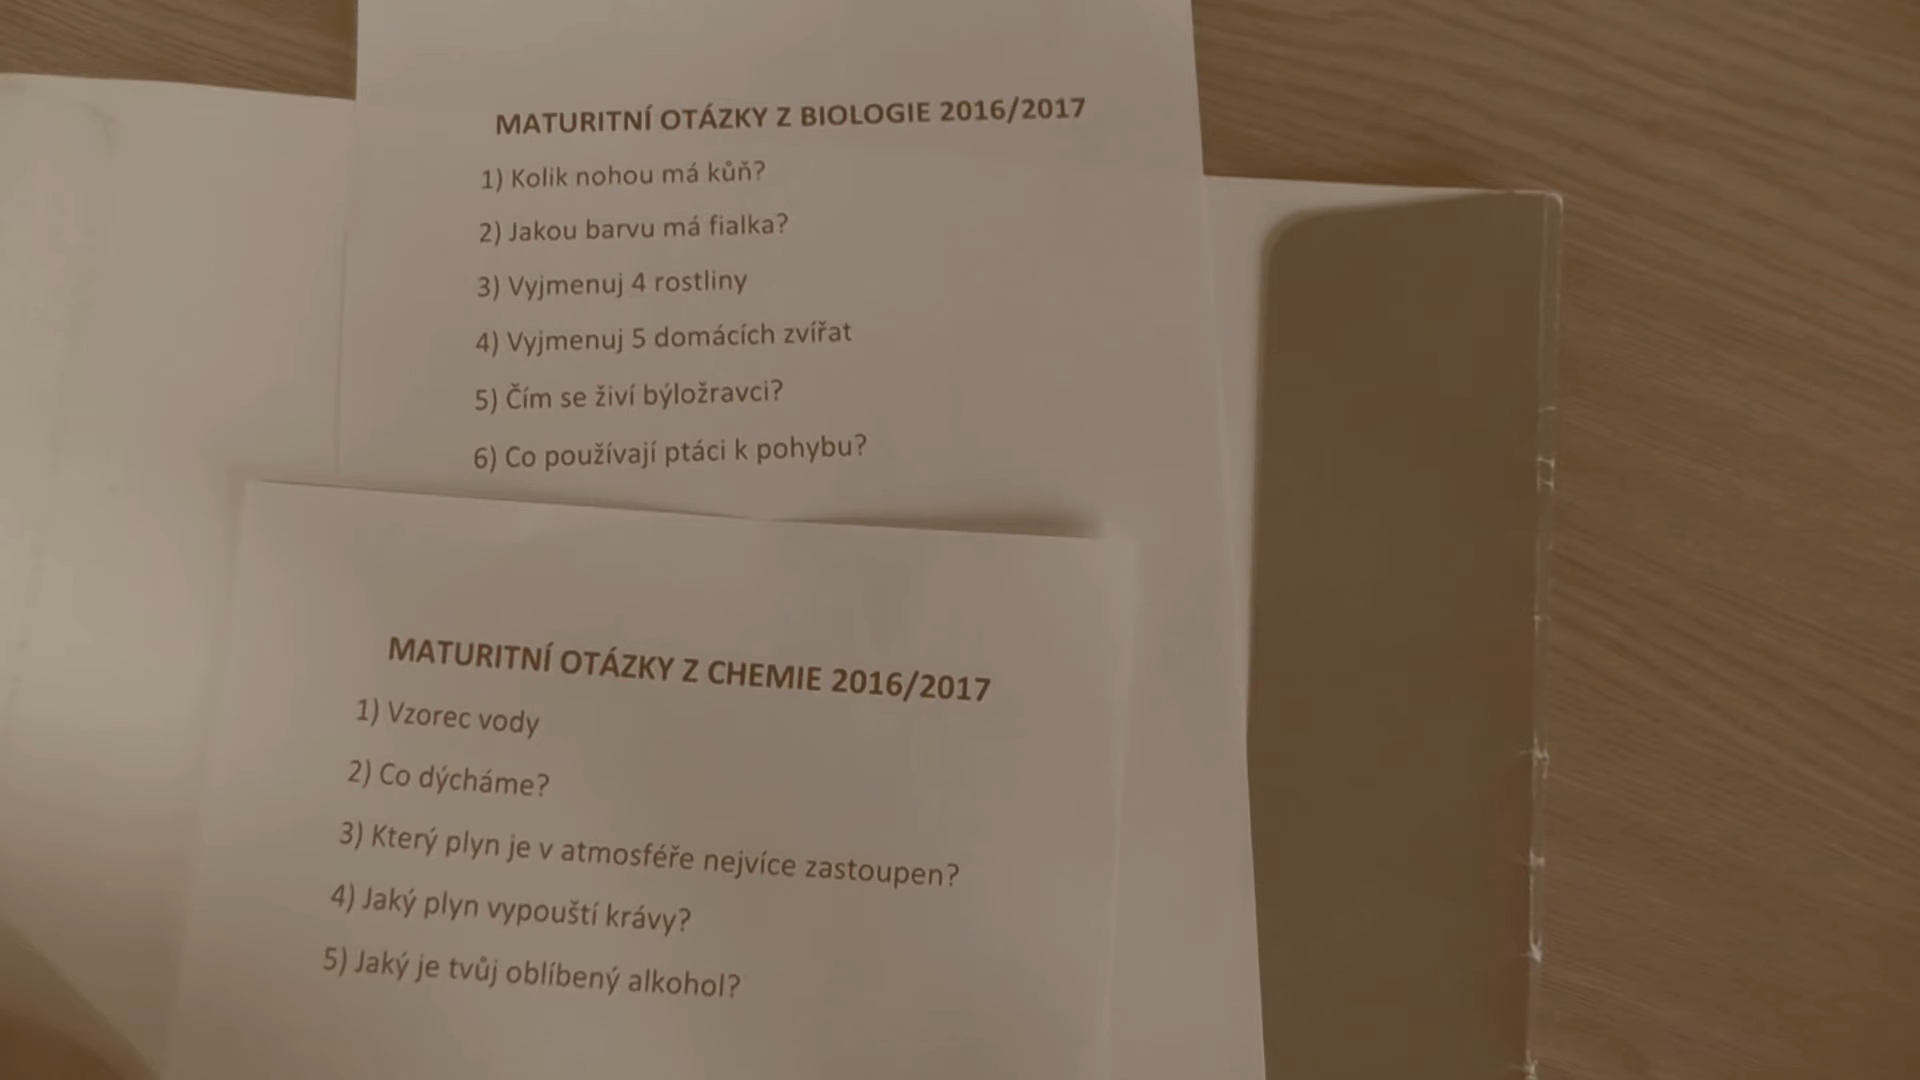 MATURITNÍ OTÁZKY Z BIOLOGIE 2016/2017
1) Kolik nohou má kůň?
2) Jakou barvu má fialka?
3) Vyjmenuj 4 rostliny
4) Vyjmenuj 5 domácích zvířat
5) Čím se živí býložravci?
6) Co používají ptáci k pohybu?
MATURITNÍ OTÁZKY Z CHEMIE 2016/2017
1) Vzorec vody
2) Co dýcháme?
3) Který plyn je v atmosféře nejvíce zastoupen?
4) Jaký plyn vypouští krávy?
5) Jaký je tvůj oblíbený alkohol?